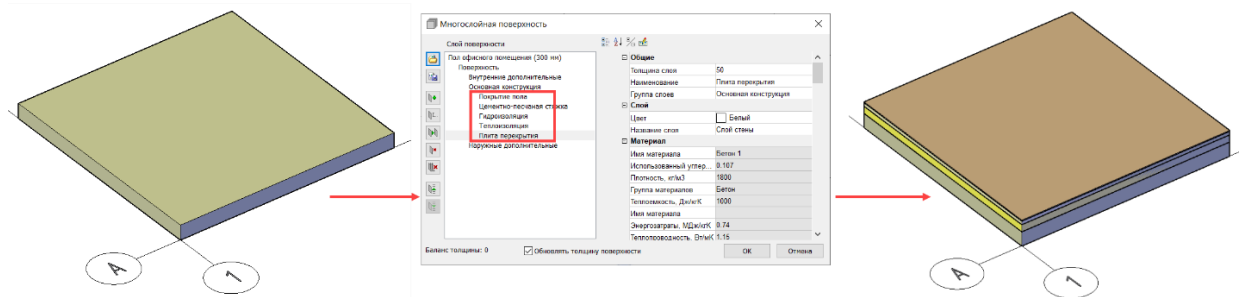 Многослойная поверхность
Слой поверхности
Пол офисного помещения (300 мм)
Поверхность
Внутренние дополнительные
Основная конструкция
Покрытие пола
Цементно-песчаная стяжка
Гидроизоляция
Теплоизоляция
Плита перекрытия
Наружные дополнительные
Общие
Толщина слоя 50
Наименование Плита перекрытия
Группа слоев Основная конструкция
Слой
Цвет Белый
Название слоя Слой стены
Материал
Имя материала Бетон 1
Использованный углер... 0.107
Плотность, кг/м3 1800
Группа материалов Бетон
Теплоемкость, Дж/кгК 1000
Имя материала
Энергозатраты, МДж/кгК 0.74
Теплопроводность, Вт/мК 1.15
Баланс толщины: 0
Обновлять толщину поверхности
ОК Отмена
А 1
А 1